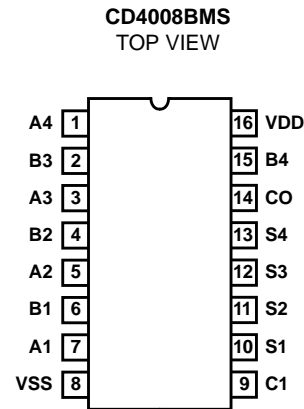 CD4008BMS
TOP VIEW
A4 1 16 VDD
B3 2 15 B4
A3 3 14 CO
B2 4 13 S4
A2 5 12 S3
B1 6 11 S2
A1 7 10 S1
VSS 8 9 C1